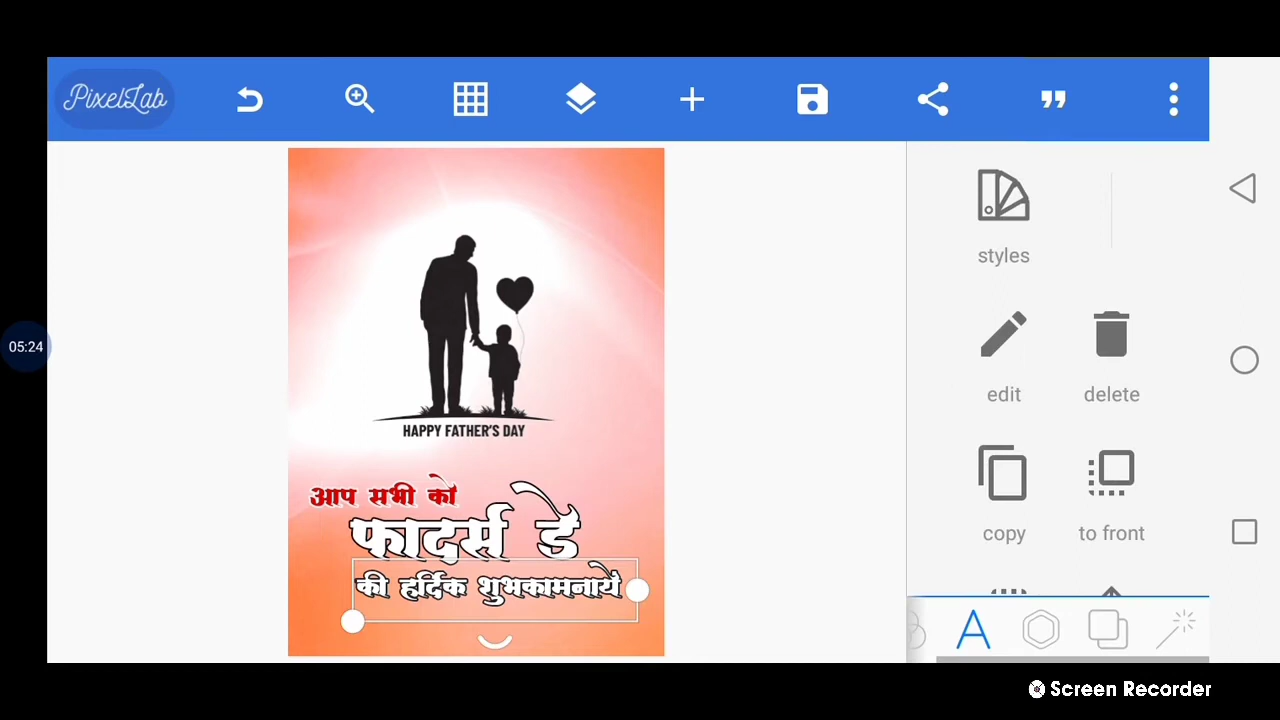 PixelLab
05:24
styles
edit
delete
copy
to front
HAPPY FATHER'S DAY
आप सभी को
फादर्स डे
की हर्दिक शुभकामनायें
Screen Recorder